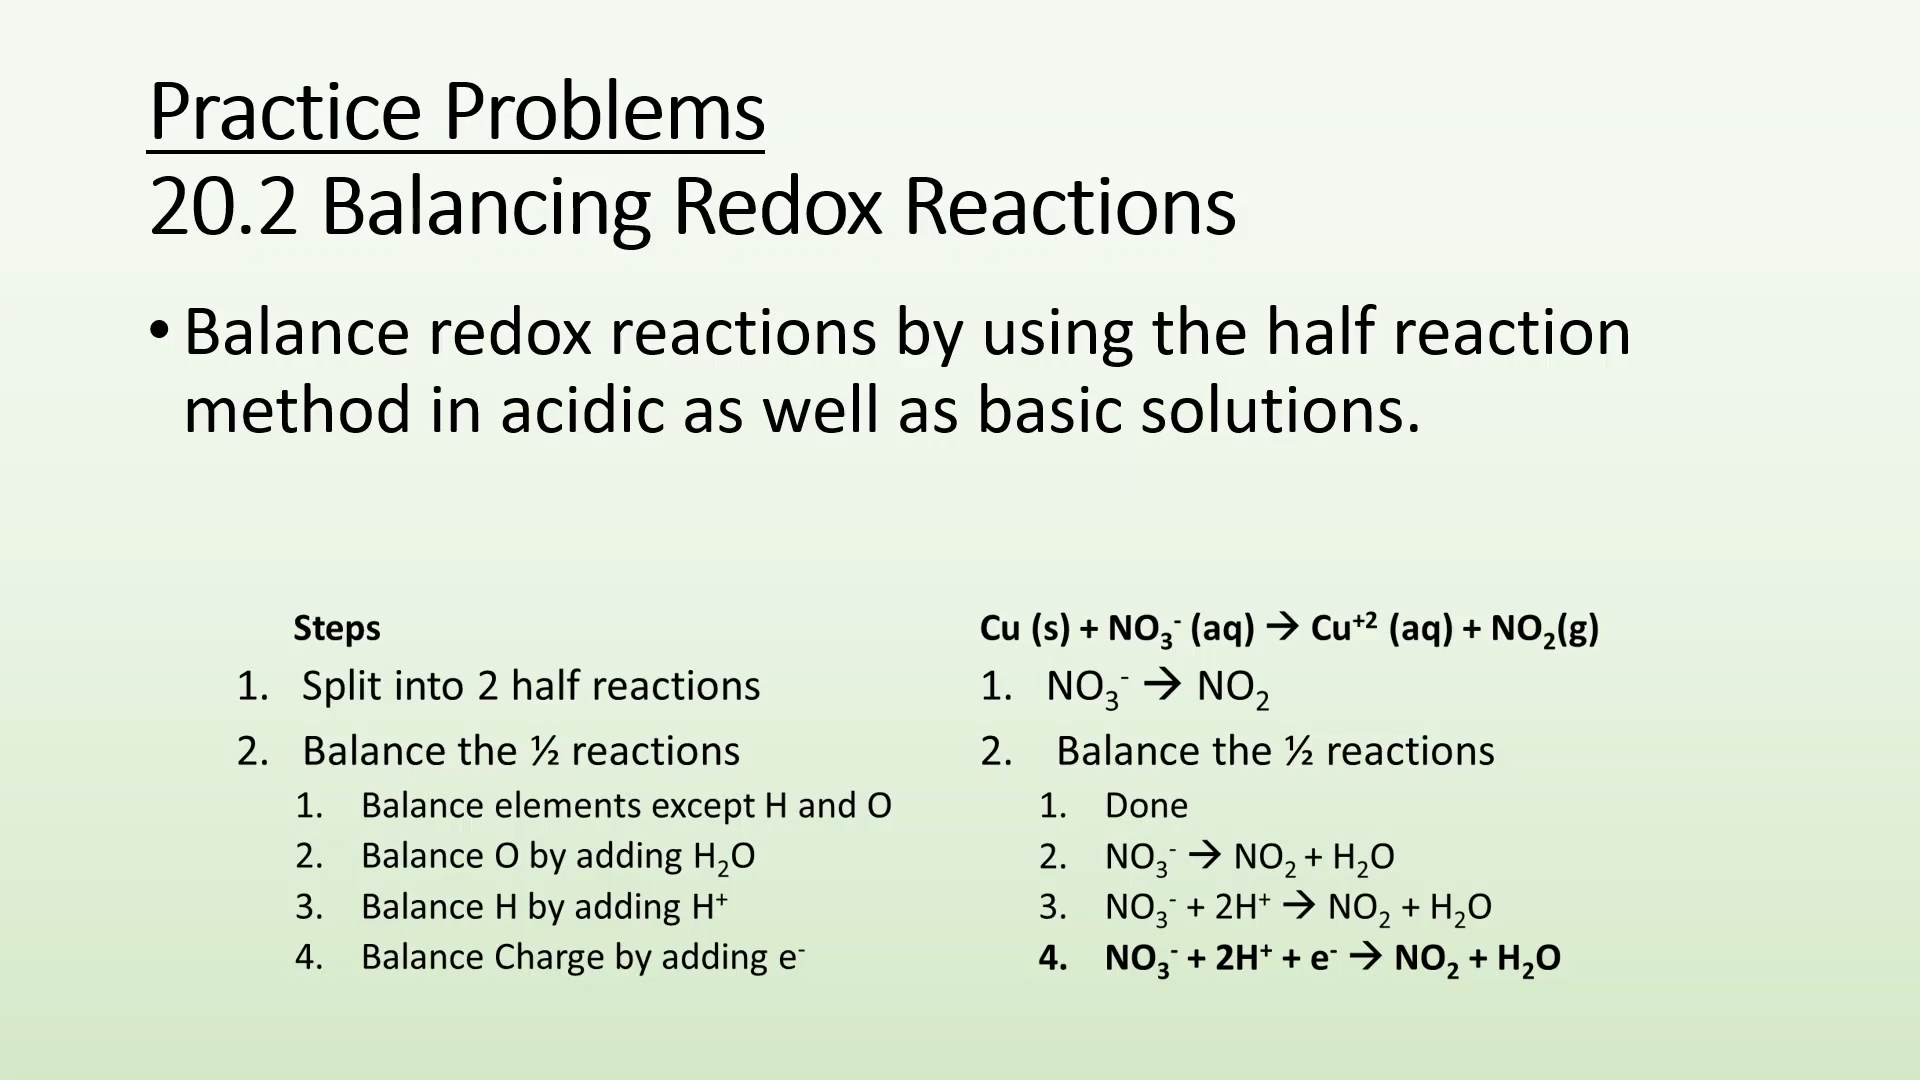 Practice Problems
20.2 Balancing Redox Reactions
• Balance redox reactions by using the half reaction
method in acidic as well as basic solutions.
Steps
1. Split into 2 half reactions
2. Balance the ½ reactions
1. Balance elements except H and O
2. Balance O by adding H₂O
3. Balance H by adding H⁺
4. Balance Charge by adding e⁻
Cu (s) + NO₃⁻ (aq) → Cu⁺² (aq) + NO₂(g)
1. NO₃⁻ → NO₂
2. Balance the ½ reactions
1. Done
2. NO₃⁻ → NO₂ + H₂O
3. NO₃⁻ + 2H⁺ → NO₂ + H₂O
4. NO₃⁻ + 2H⁺ + e⁻ → NO₂ + H₂O